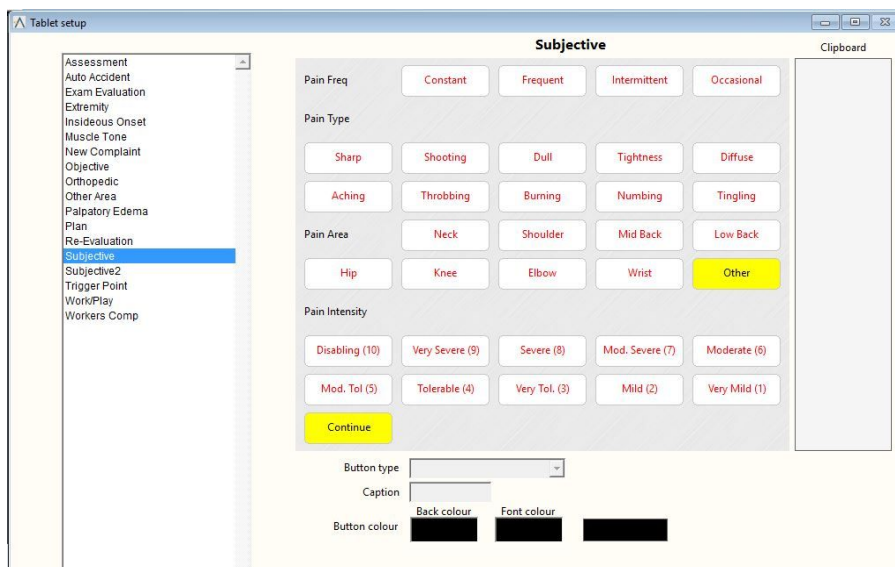 Tablet setup
Subjective
Clipboard
Assessment
Auto Accident
Exam Evaluation
Extremity
Insideous Onset
Muscle Tone
New Complaint
Objective
Orthopedic
Other Area
Palpatory Edema
Plan
Re-Evaluation
Subjective
Subjective2
Trigger Point
Work/Play
Workers Comp
Pain Freq Constant Frequent Intermittent Occasional
Pain Type
Sharp Shooting Dull Tightness Diffuse
Aching Throbbing Burning Numbing Tingling
Pain Area Neck Shoulder Mid Back Low Back
Hip Knee Elbow Wrist Other
Pain Intensity
Disabling (10) Very Severe (9) Severe (8) Mod. Severe (7) Moderate (6)
Mod. Tol (5) Tolerable (4) Very Tol. (3) Mild (2) Very Mild (1)
Continue
Button type
Caption
Back colour Font colour
Button colour